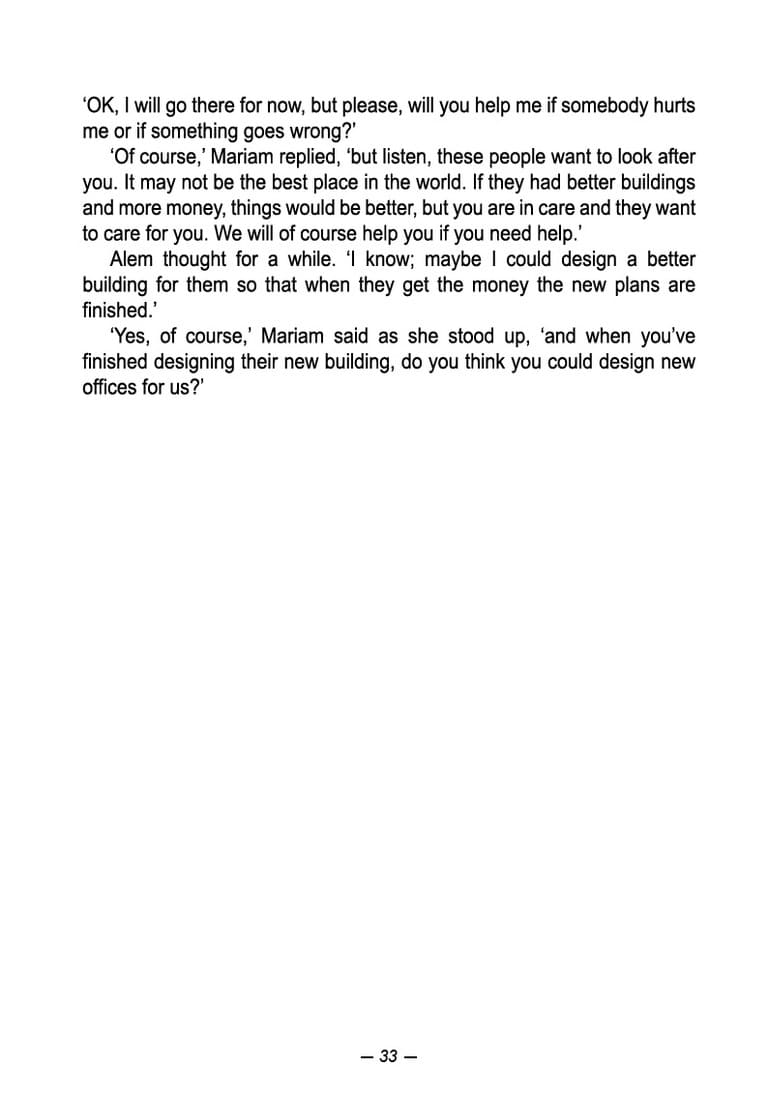 ‘OK, I will go there for now, but please, will you help me if somebody hurts
me or if something goes wrong?’
‘Of course,’ Mariam replied, ‘but listen, these people want to look after
you. It may not be the best place in the world. If they had better buildings
and more money, things would be better, but you are in care and they want
to care for you. We will of course help you if you need help.’
Alem thought for a while. ‘I know; maybe I could design a better
building for them so that when they get the money the new plans are
finished.’
‘Yes, of course,’ Mariam said as she stood up, ‘and when you’ve
finished designing their new building, do you think you could design new
offices for us?’
– 33 –